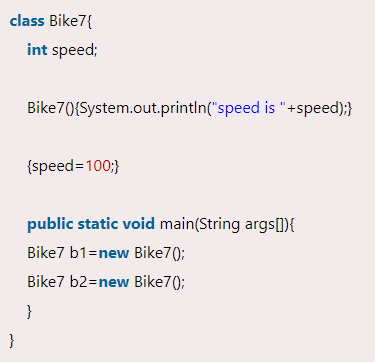 class Bike7{
int speed;
Bike7(){System.out.println("speed is "+speed);}
{speed=100;}
public static void main(String args[]){
Bike7 b1=new Bike7();
Bike7 b2=new Bike7();
}
}